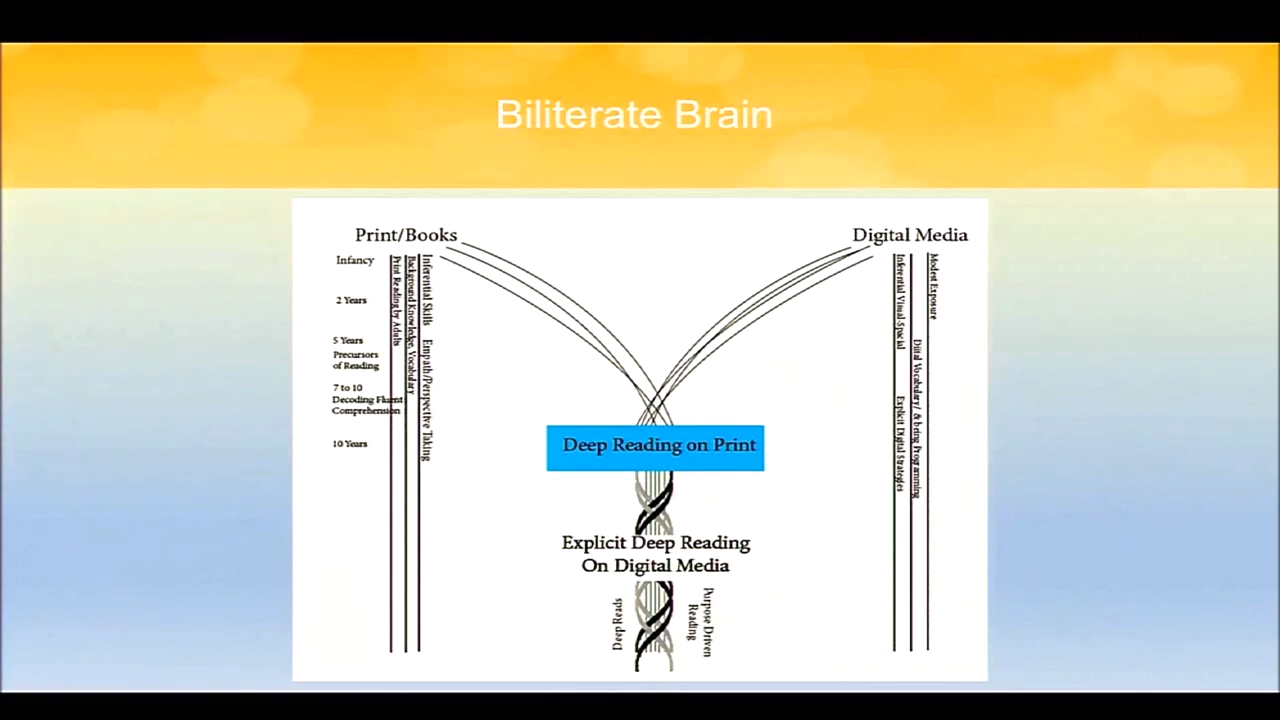 Biliterate Brain
Print/Books
Digital Media
Infancy
2 Years
5 Years
Precursors
of Reading
7 to 10
Decoding Fluent
Comprehension
10 Years
Print Reading by Adults
Background Knowledge, Vocabulary
Inferential Skills Empath/Perspective Taking
Deep Reading on Print
Explicit Deep Reading
On Digital Media
Deep Reads
Purpose Driven
Reading
Inferential Visual-Spacial Explicit Digital Strategies
Diital Vocabulary/ & being Programming
Modest Exposure